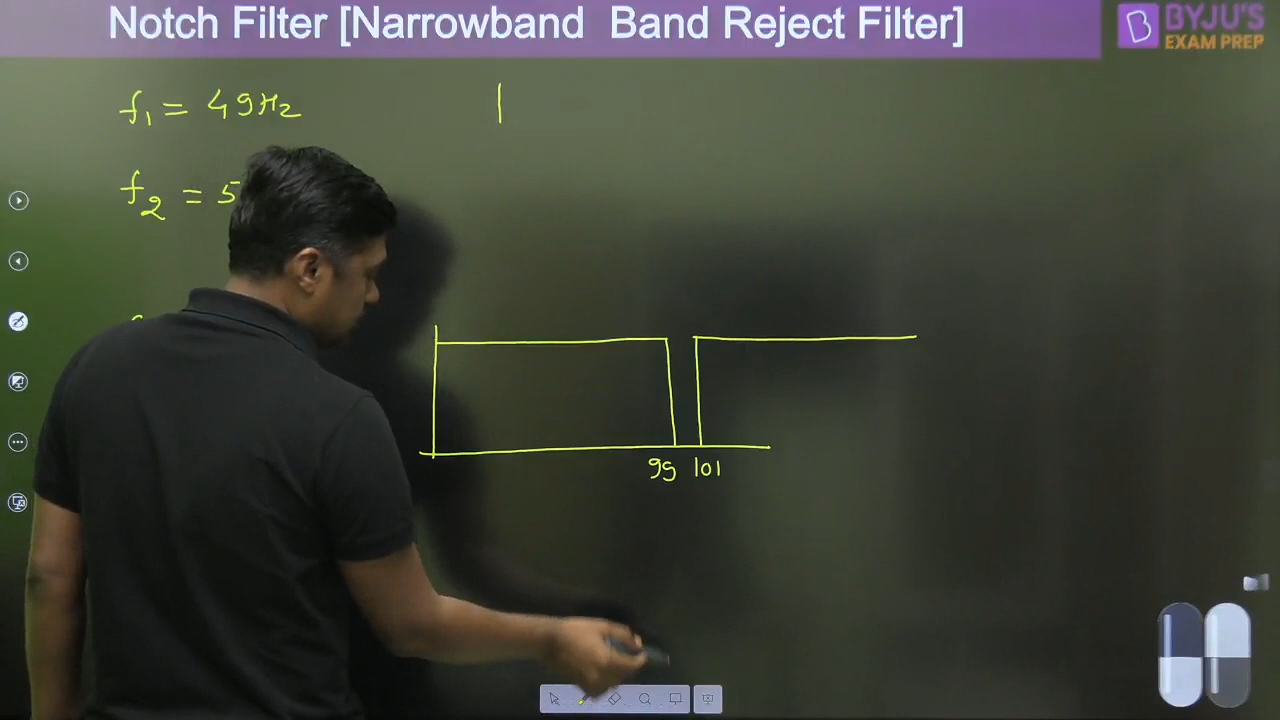 Notch Filter [Narrowband Band Reject Filter]
BYJU'S
EXAM PREP
f₁ = 49Hz
f₂ = 5
99 101